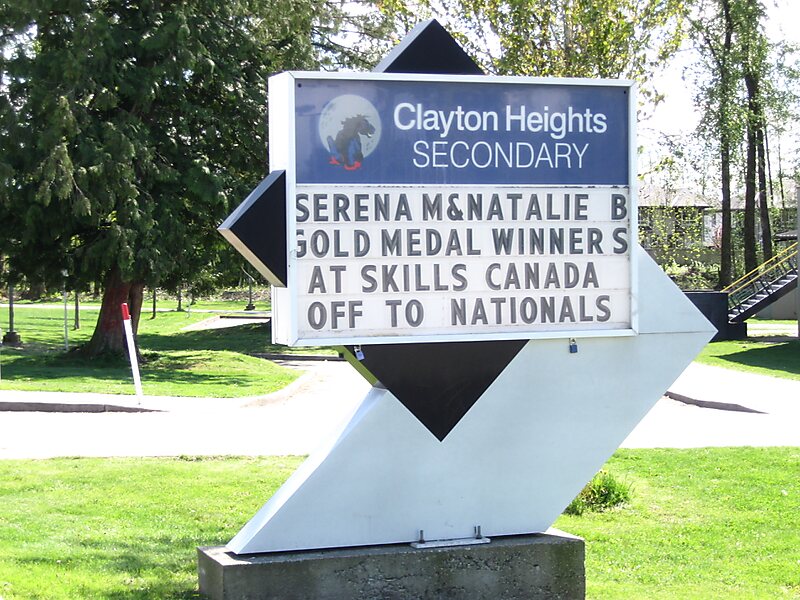 Clayton Heights
SECONDARY
SERENA M&NATALIE B
GOLD MEDAL WINNERS
AT SKILLS CANADA
OFF TO NATIONALS